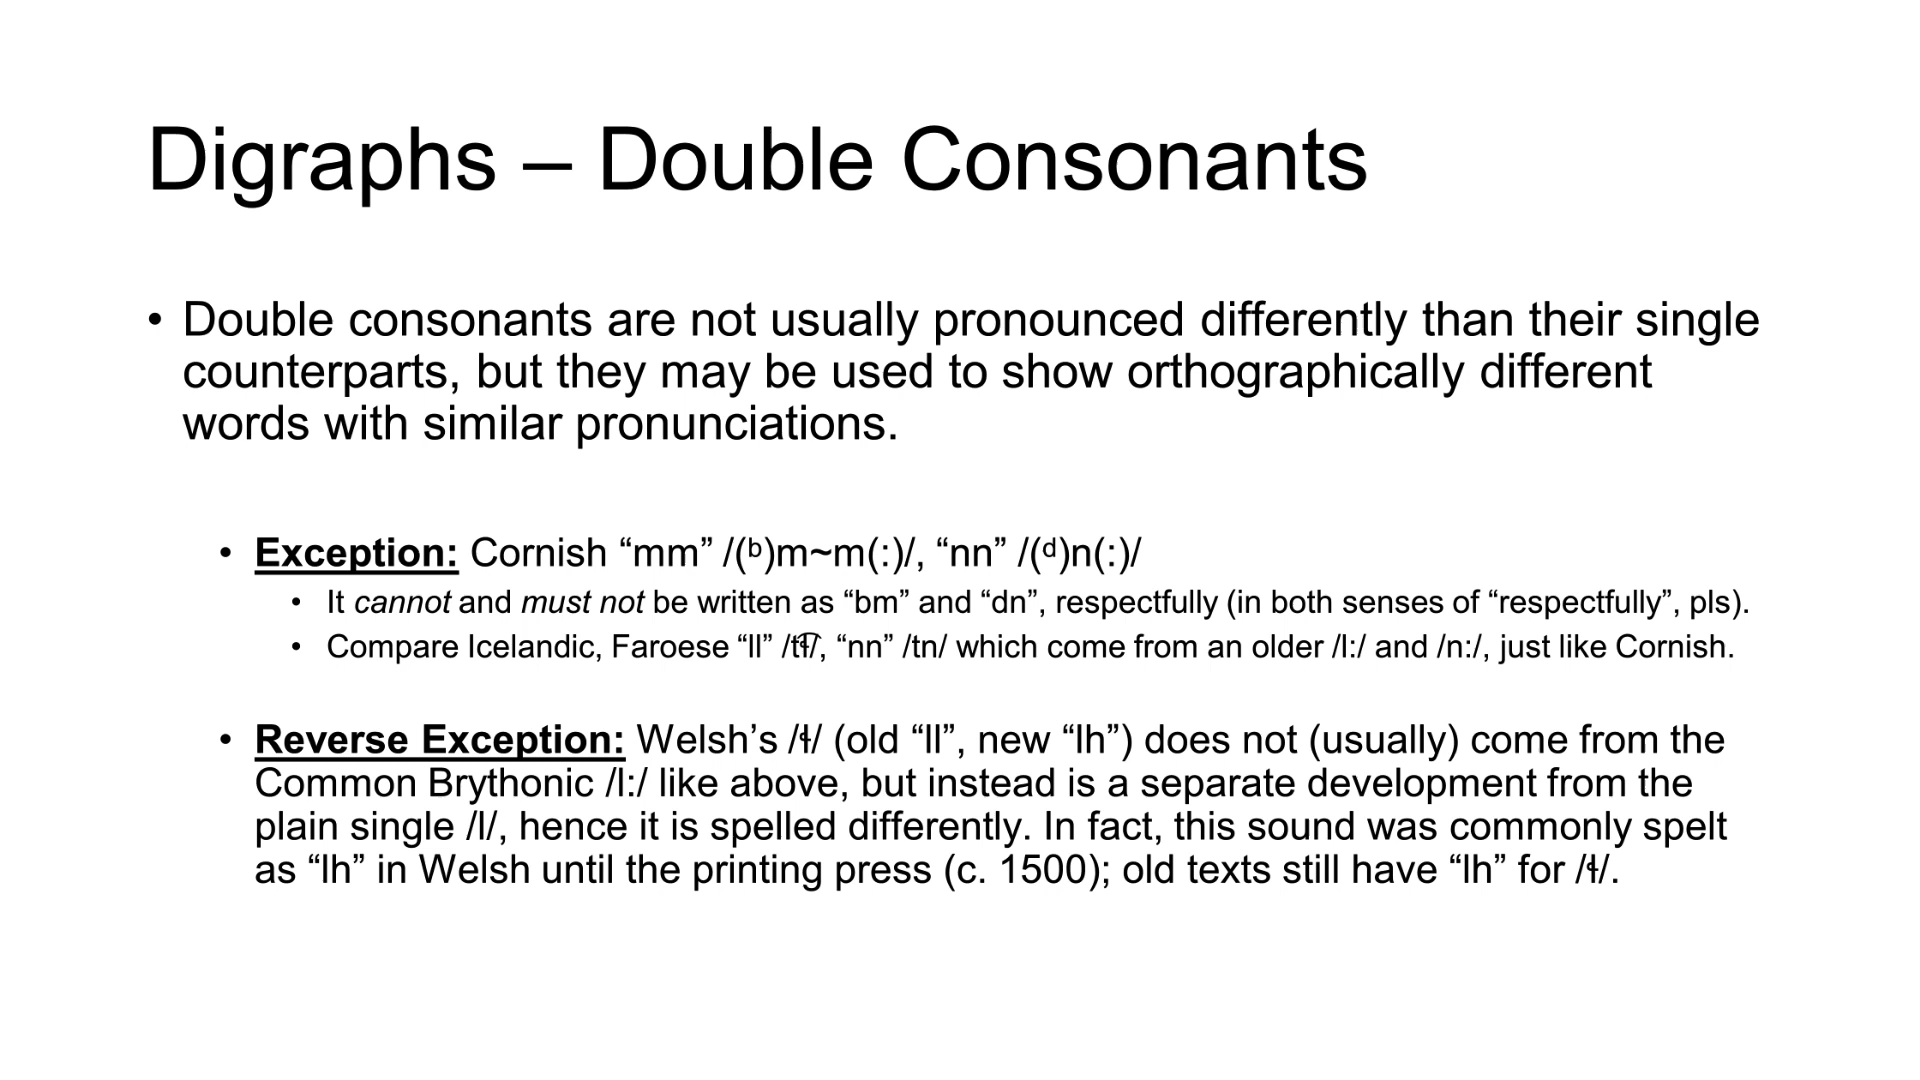 Digraphs – Double Consonants
• Double consonants are not usually pronounced differently than their single
counterparts, but they may be used to show orthographically different
words with similar pronunciations.
• Exception: Cornish “mm” /(ᵇ)m~m(:)/, “nn” /(ᵈ)n(:)/
• It cannot and must not be written as “bm” and “dn”, respectfully (in both senses of “respectfully”, pls).
• Compare Icelandic, Faroese “ll” /t͡ɬ/, “nn” /tn/ which come from an older /l:/ and /n:/, just like Cornish.
• Reverse Exception: Welsh’s /ɬ/ (old “ll”, new “lh”) does not (usually) come from the
Common Brythonic /l:/ like above, but instead is a separate development from the
plain single /l/, hence it is spelled differently. In fact, this sound was commonly spelt
as “lh” in Welsh until the printing press (c. 1500); old texts still have “lh” for /ɬ/.